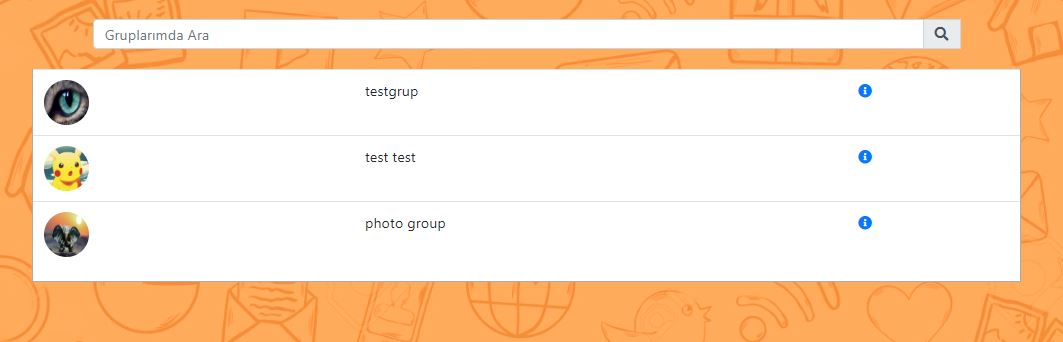 Gruplarımda Ara
testgrup
test test
photo group